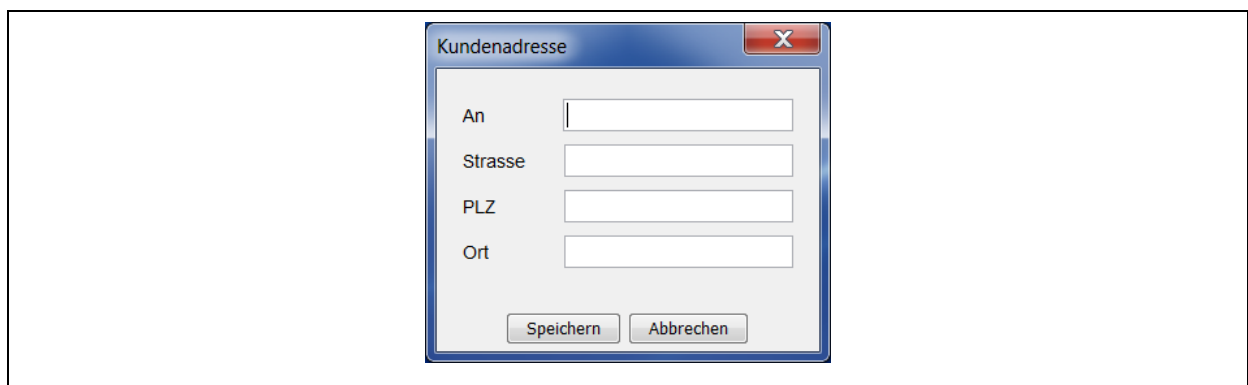 Kundenadresse
An
Strasse
PLZ
Ort
Speichern Abbrechen